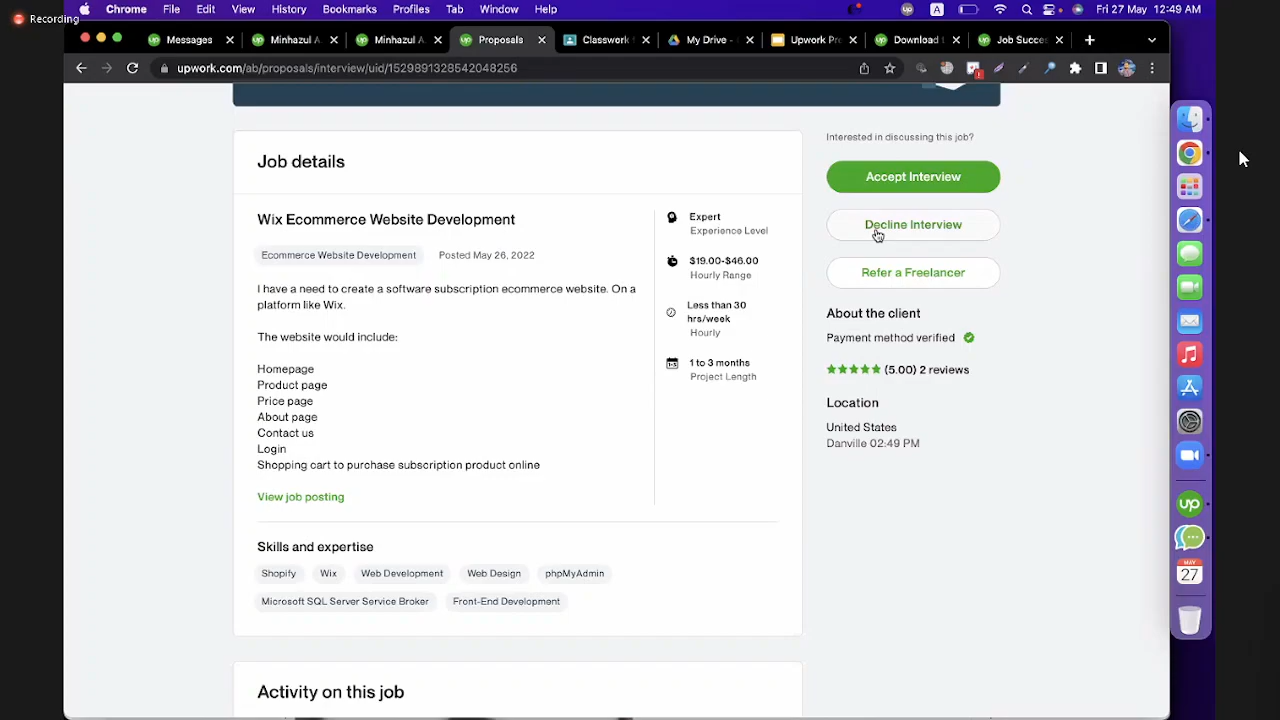 Recording
Chrome File Edit View History Bookmarks Profiles Tab Window Help
A
Fri 27 May 12:49 AM
Messages
Minhazul A
Minhazul A
Proposals
Classwork
My Drive -
Upwork Pr
Download
Job Succes
upwork.com/ab/proposals/interview/uid/1529891328542048256
Job details
Wix Ecommerce Website Development
Ecommerce Website Development Posted May 26, 2022
I have a need to create a software subscription ecommerce website. On a
platform like Wix.
The website would include:
Homepage
Product page
Price page
About page
Contact us
Login
Shopping cart to purchase subscription product online
View job posting
Expert
Experience Level
$19.00-$46.00
Hourly Range
Less than 30
hrs/week
Hourly
1 to 3 months
Project Length
Skills and expertise
Shopify Wix Web Development Web Design phpMyAdmin
Microsoft SQL Server Service Broker Front-End Development
Activity on this job
Interested in discussing this job?
Accept Interview
Decline Interview
Refer a Freelancer
About the client
Payment method verified
(5.00) 2 reviews
Location
United States
Danville 02:49 PM
up
MAY
27